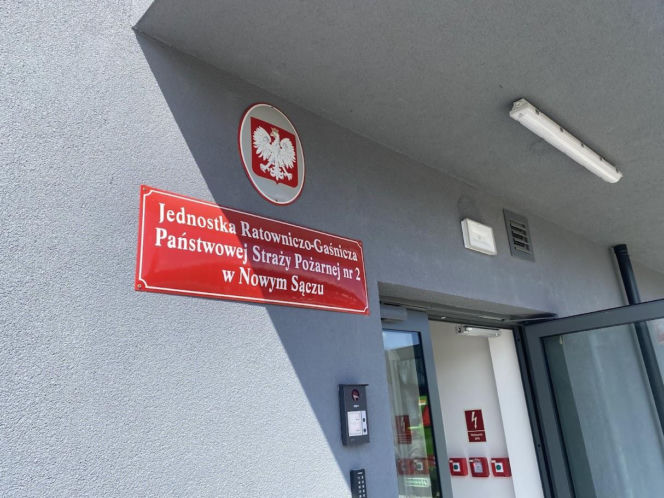 Jednostka Ratowniczo-Gaśnicza
Państwowej Straży Pożarnej nr 2
w Nowym Sączu